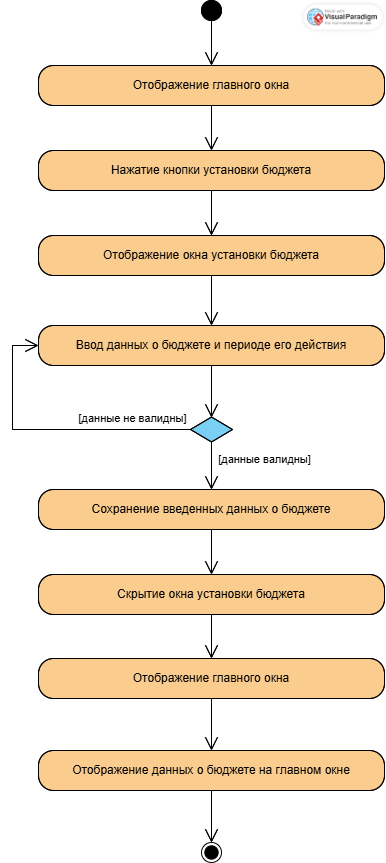 Made with
VisualParadigm
For non-commercial use
Отображение главного окна
Нажатие кнопки установки бюджета
Отображение окна установки бюджета
Ввод данных о бюджете и периоде его действия
[данные не валидны]
[данные валидны]
Сохранение введенных данных о бюджете
Скрытие окна установки бюджета
Отображение главного окна
Отображение данных о бюджете на главном окне